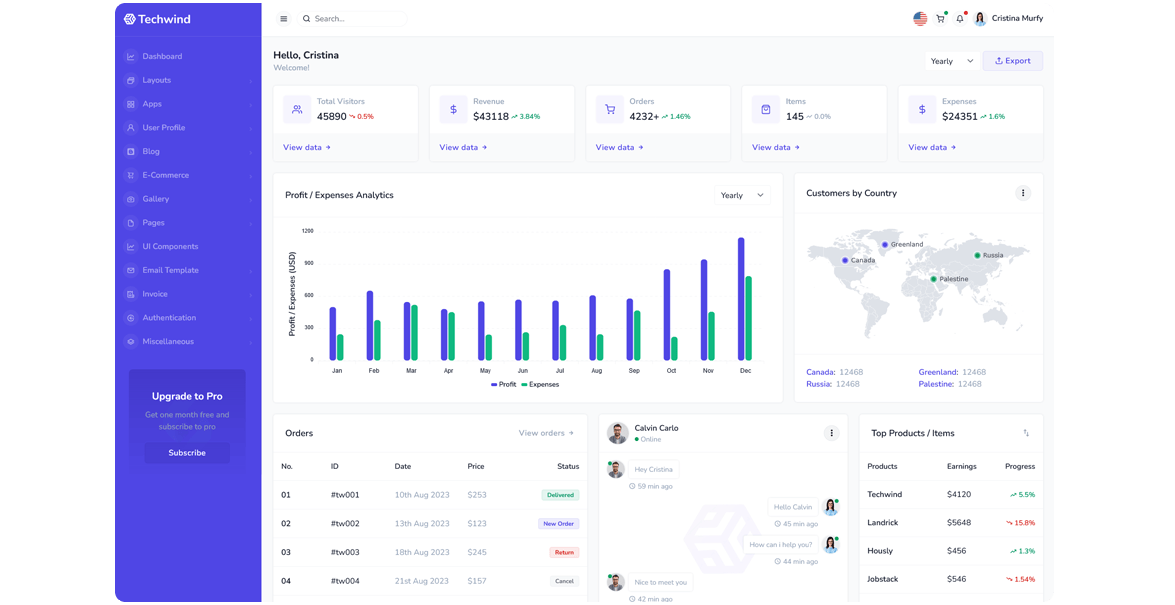 Techwind
Search...
Cristina Murfy
Dashboard
Layouts
Apps
User Profile
Blog
E-Commerce
Gallery
Pages
UI Components
Email Template
Invoice
Authentication
Miscellaneous
Upgrade to Pro
Get one month free and
subscribe to pro
Subscribe
Hello, Cristina
Welcome!
Yearly
Export
Total Visitors
45890 0.5%
View data
Revenue
$43118 3.84%
View data
Orders
4232+ 1.46%
View data
Items
145 0.0%
View data
Expenses
$24351 1.6%
View data
Profit / Expenses Analytics
Yearly
Profit / Expenses (USD)
1200
900
600
300
0
Jan Feb Mar Apr May Jun Jul Aug Sep Oct Nov Dec
Profit Expenses
Customers by Country
Greenland
Canada
Russia
Palestine
Canada: 12468 Greenland: 12468
Russia: 12468 Palestine: 12468
Orders
View orders
No. ID Date Price Status
01 #tw001 10th Aug 2023 $253 Delivered
02 #tw002 13th Aug 2023 $123 New Order
03 #tw003 18th Aug 2023 $245 Return
04 #tw004 21st Aug 2023 $157 Cancel
Calvin Carlo
Online
Hey Cristina
59 min ago
Hello Calvin
45 min ago
How can i help you?
44 min ago
Nice to meet you
42 min ago
Top Products / Items
Products Earnings Progress
Techwind $4120 5.5%
Landrick $5648 15.8%
Hously $456 1.3%
Jobstack $546 1.54%